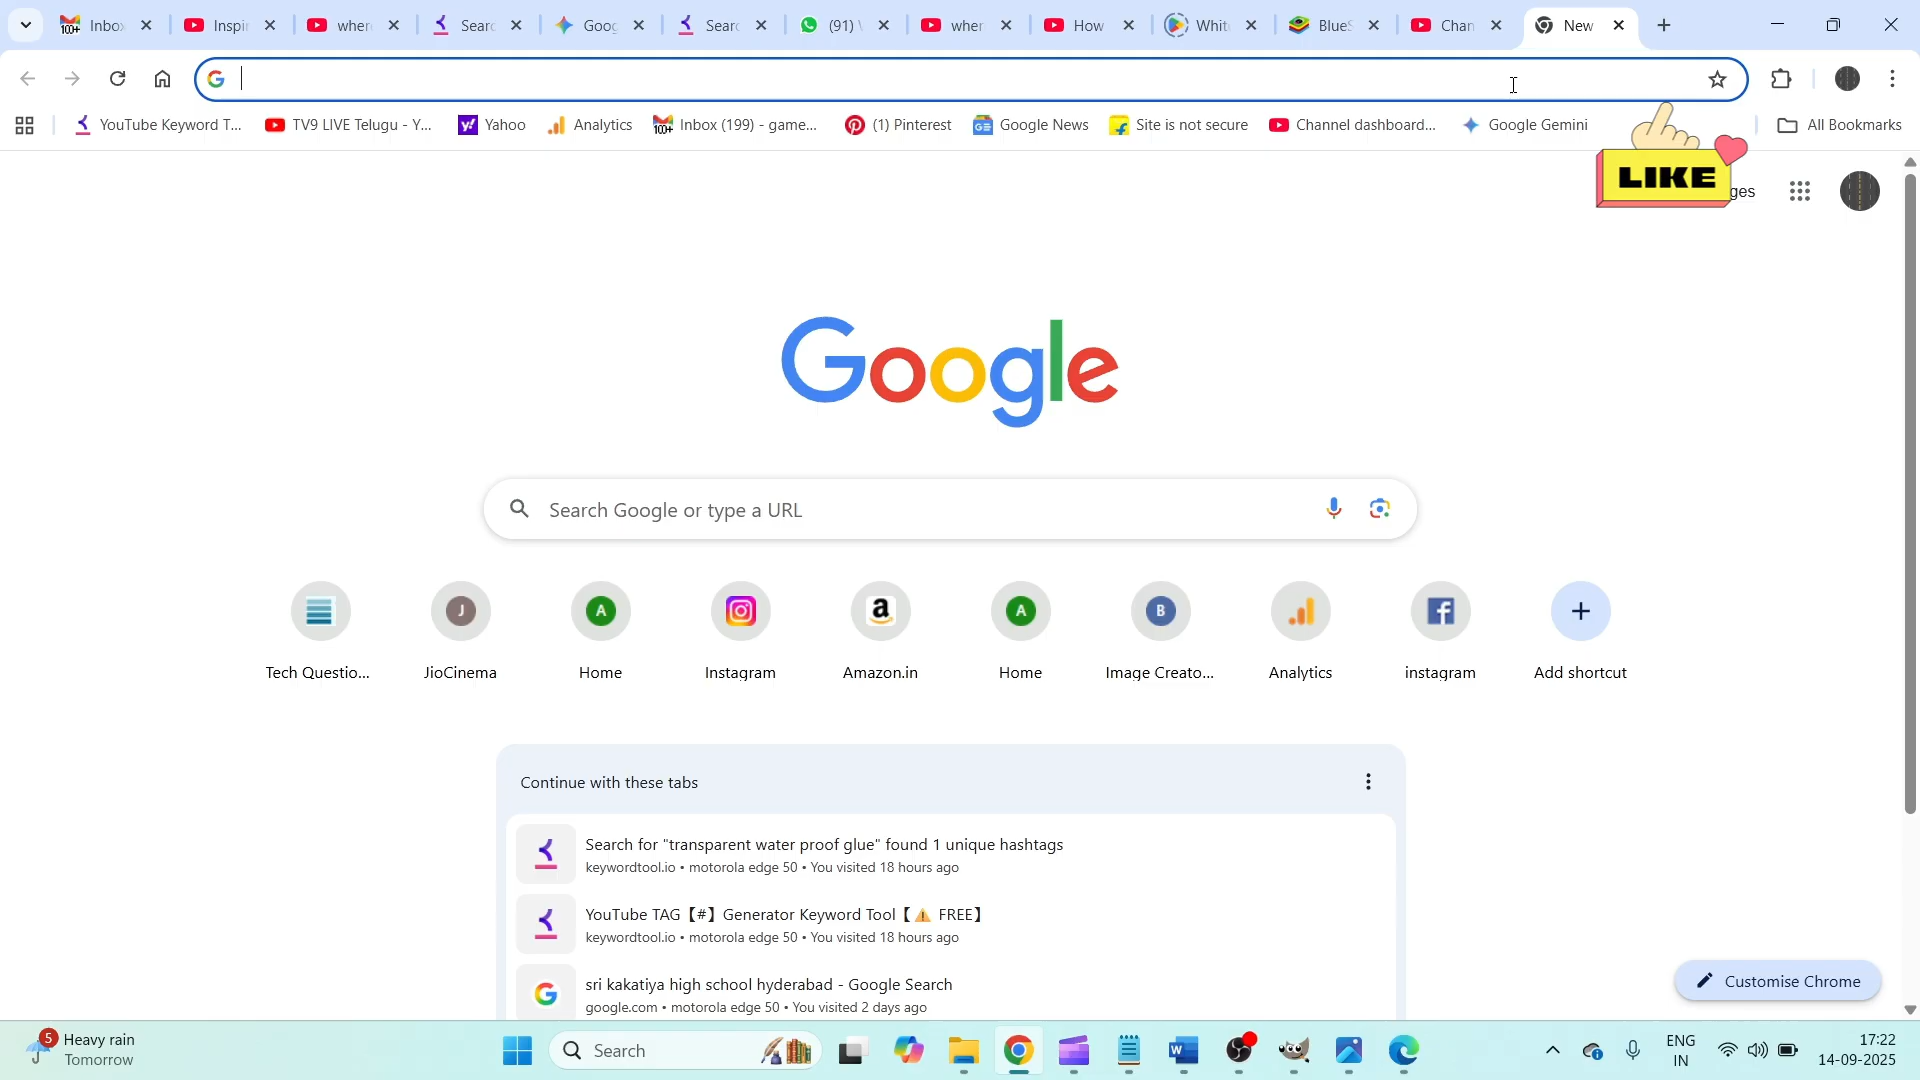 100+ Inbox
Inspir
where
Searc
Goog
Searc
(91) \
wher
How
Whit
BlueS
Chan
New
YouTube Keyword T...
TV9 LIVE Telugu - Y...
Yahoo
Analytics
100+ Inbox (199) - game...
(1) Pinterest
Google News
Site is not secure
Channel dashboard...
Google Gemini
All Bookmarks
LIKE
ges
Google
Search Google or type a URL
Tech Questio...
J
JioCinema
A
Home
Instagram
a
Amazon.in
A
Home
B
Image Creato...
Analytics
instagram
Add shortcut
Continue with these tabs
Search for "transparent water proof glue" found 1 unique hashtags
keywordtool.io • motorola edge 50 • You visited 18 hours ago
YouTube TAG【#】Generator Keyword Tool【⚠ FREE】
keywordtool.io • motorola edge 50 • You visited 18 hours ago
sri kakatiya high school hyderabad - Google Search
google.com • motorola edge 50 • You visited 2 days ago
Customise Chrome
5
Heavy rain
Tomorrow
Search
ENG
IN
17:22
14-09-2025